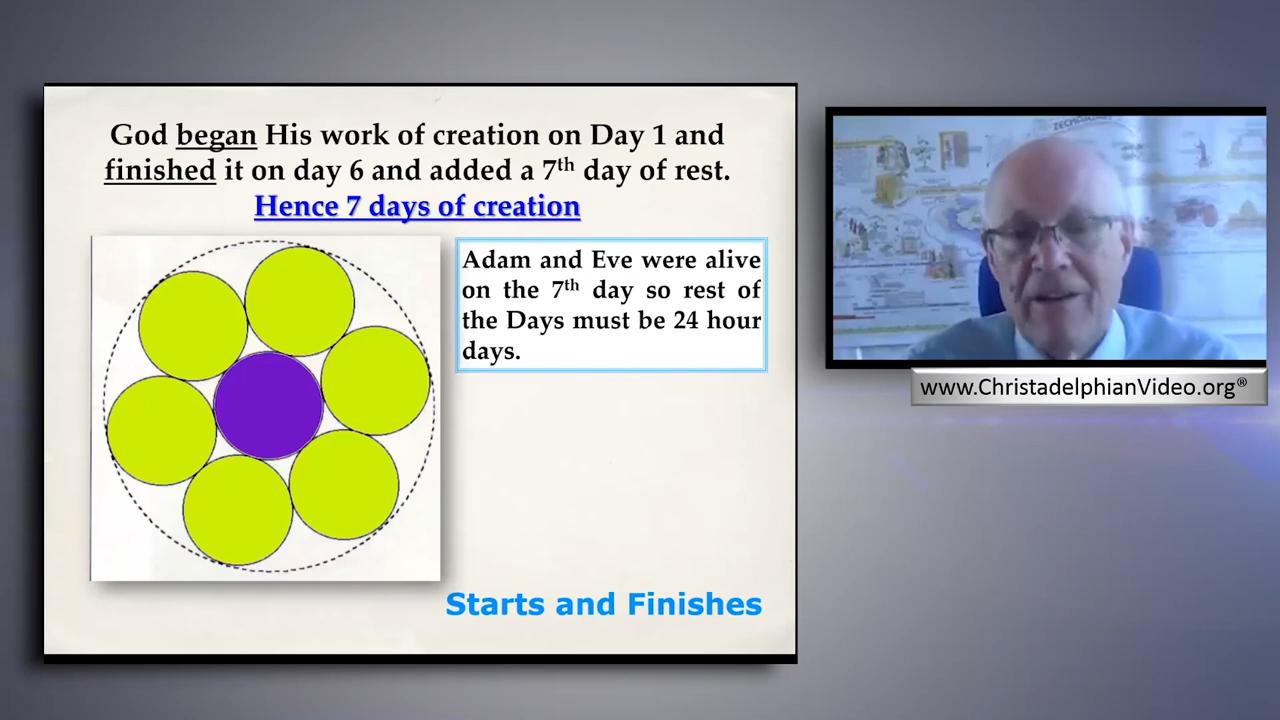 God began His work of creation on Day 1 and
finished it on day 6 and added a 7th day of rest.
Hence 7 days of creation
Adam and Eve were alive
on the 7th day so rest of
the Days must be 24 hour
days.
Starts and Finishes
www.ChristadelphianVideo.org®